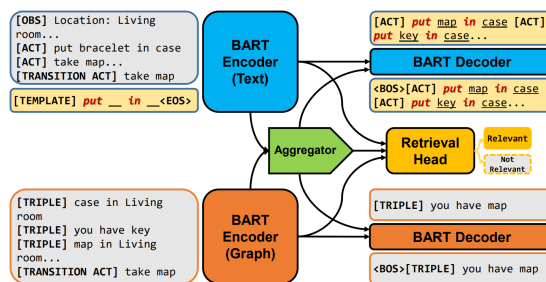 [OBS] Location: Living
room...
[ACT] put bracelet in case
[ACT] take map...
[TRANSITION ACT] take map
[TEMPLATE] put __ in __<EOS>
BART
Encoder
(Text)
[ACT] put map in case [ACT]
put key in case...
BART Decoder
<BOS>[ACT] put map in case
[ACT] put key in case...
Aggregator
Retrieval
Head
Relevant
Not
Relevant
[TRIPLE] case in Living
room
[TRIPLE] you have key
[TRIPLE] map in Living
room...
[TRANSITION ACT] take map
BART
Encoder
(Graph)
[TRIPLE] you have map
BART Decoder
<BOS>[TRIPLE] you have map